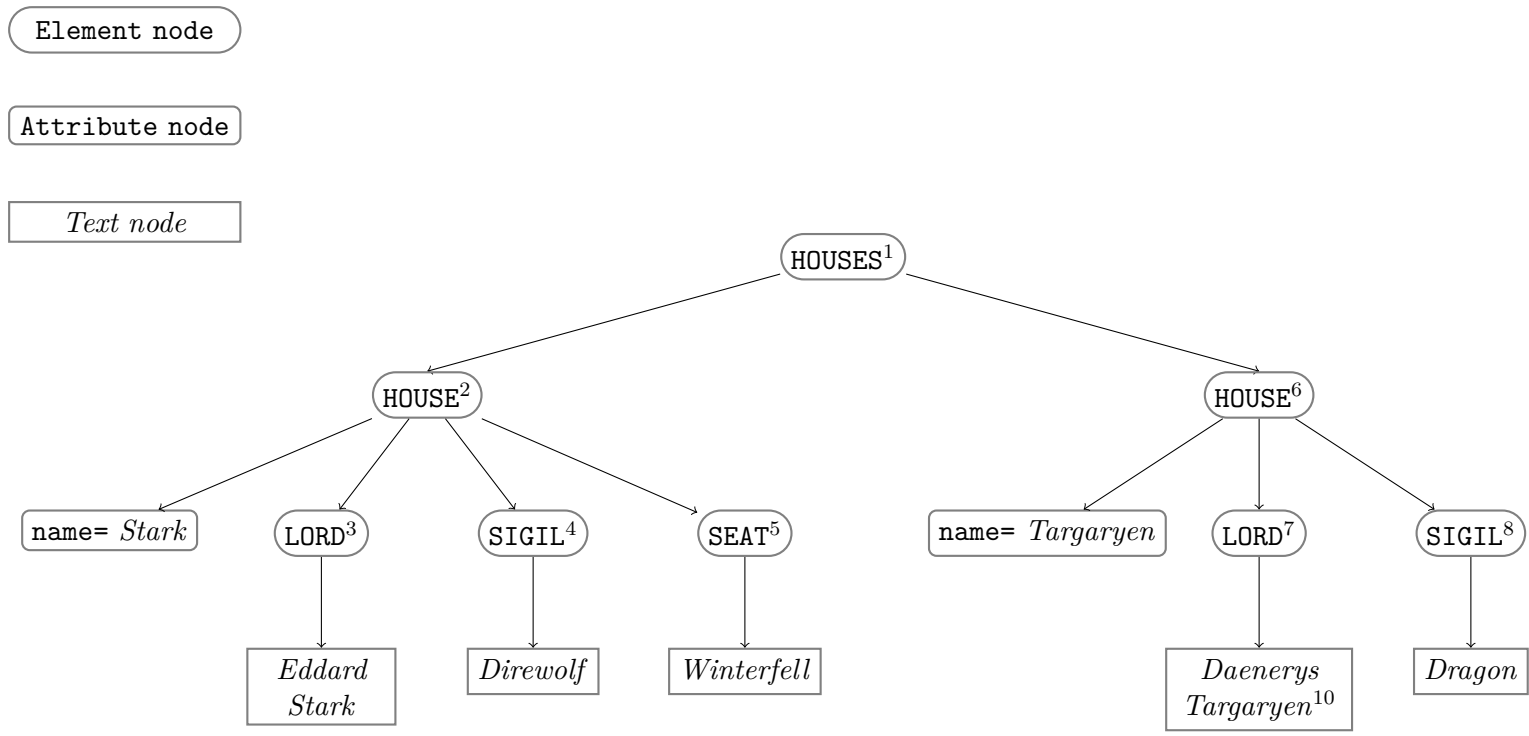 Element node
Attribute node
Text node
HOUSES¹
HOUSE²
HOUSE⁶
name= Stark
LORD³
SIGIL⁴
SEAT⁵
name= Targaryen
LORD⁷
SIGIL⁸
Eddard
Stark
Direwolf
Winterfell
Daenerys
Targaryen¹⁰
Dragon